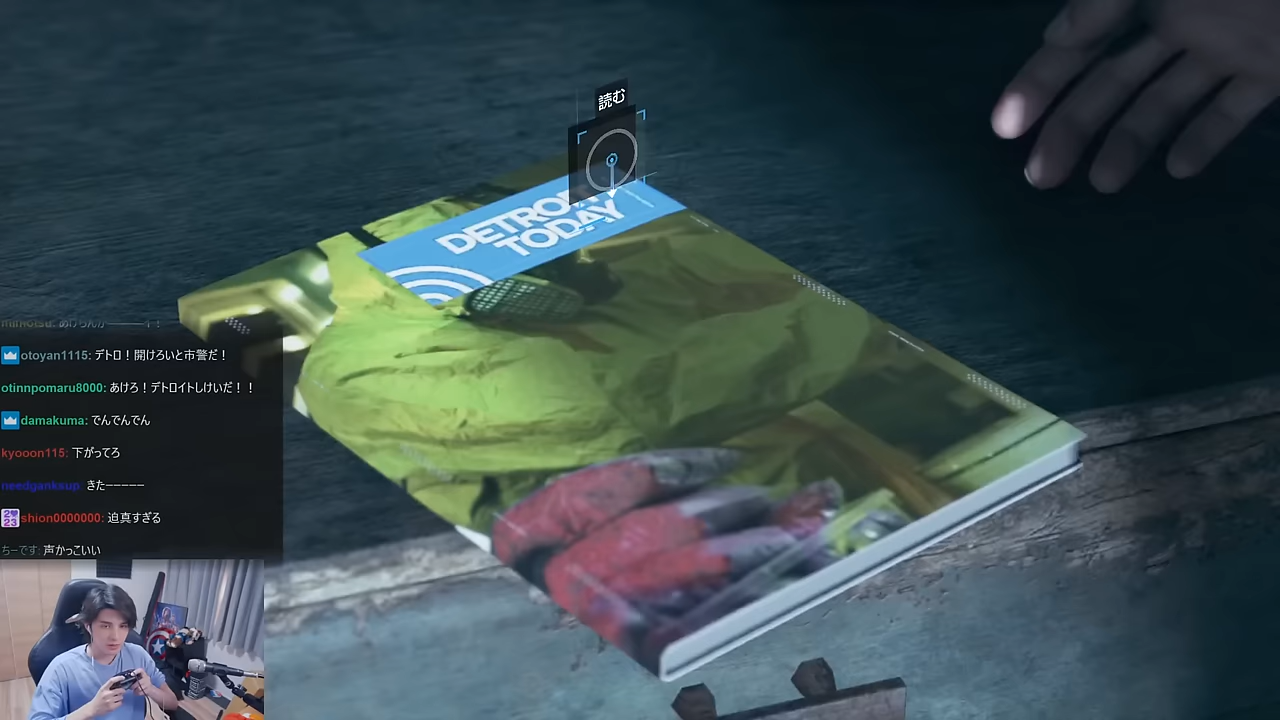 読む
DETROIT
TODAY
otoyan1115: デトロ！開けろいと市警だ！
otinnpomaru8000: あけろ！デトロイトしけいだ！！
damakuma: でんでんでん
kyooon115: 下がってろ
needganksup: きたーーーーー
shion0000000: 迫真すぎる
ちーです: 声かっこいい